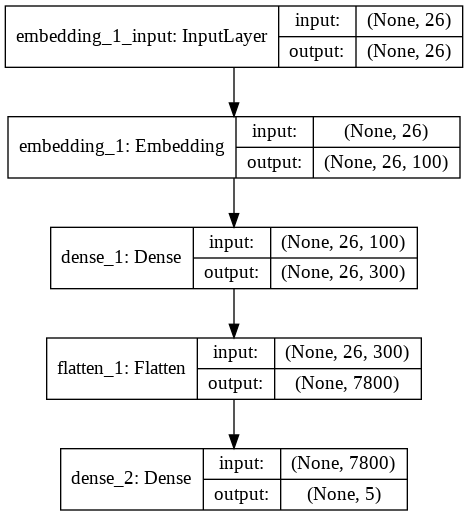 embedding_1_input: InputLayer
input:
(None, 26)
output:
(None, 26)
embedding_1: Embedding
input:
(None, 26)
output:
(None, 26, 100)
dense_1: Dense
input:
(None, 26, 100)
output:
(None, 26, 300)
flatten_1: Flatten
input:
(None, 26, 300)
output:
(None, 7800)
dense_2: Dense
input:
(None, 7800)
output:
(None, 5)